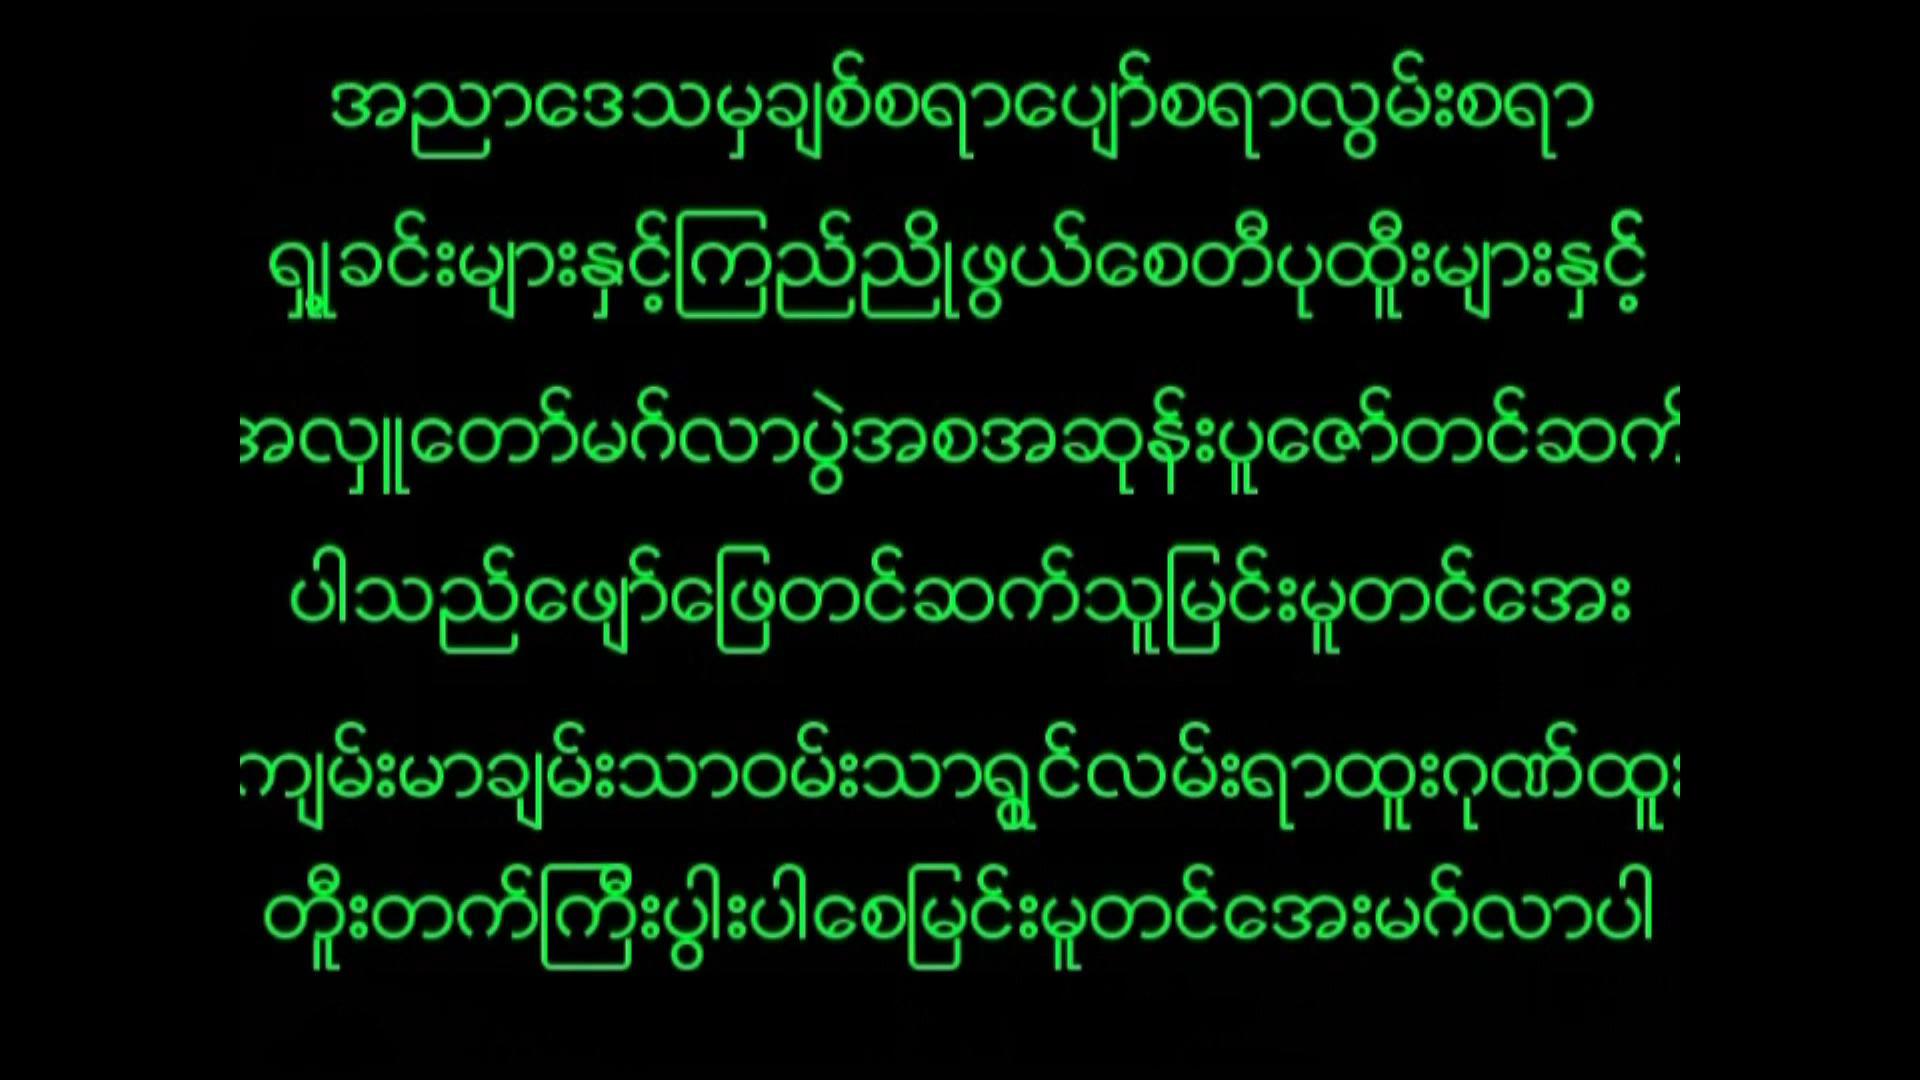 အညာဒေသမှချစ်စရာပျော်စရာလွမ်းစရာ
ရှုခင်းများနှင့်ကြည်ညိုဖွယ်စေတီပုထိူးများနှင့်
အလှူတော်မင်္ဂလာပွဲအစအဆုန်းပူဇော်တင်ဆက်
ပါသည်ဖျော်ဖြေတင်ဆက်သူမြင်းမူတင်အေး
ကျမ်းမာချမ်းသာဝမ်းသာရွှင်လမ်းရာထူးဂုဏ်ထူး
တိူးတက်ကြီးပွါးပါစေမြင်းမူတင်အေးမင်္ဂလာပါ